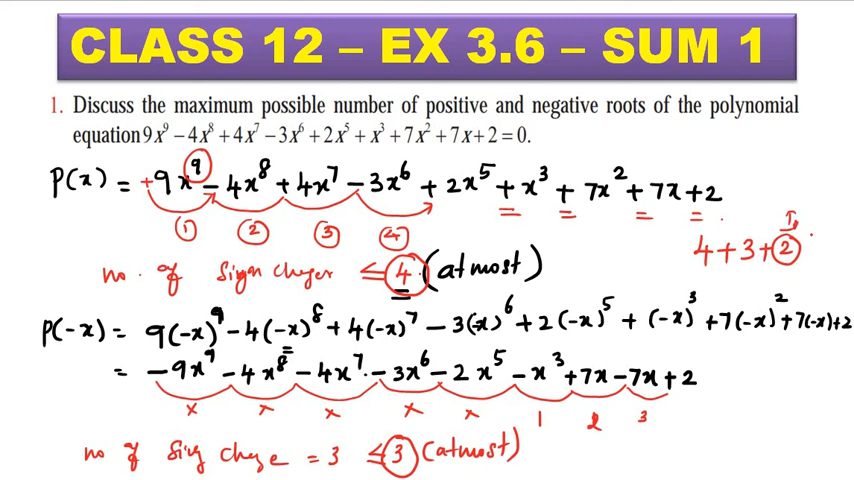 CLASS 12 – EX 3.6 – SUM 1
1. Discuss the maximum possible number of positive and negative roots of the polynomial
equation 9x⁹ − 4x⁸ + 4x⁷ − 3x⁶ + 2x⁵ + x³ + 7x² + 7x + 2 = 0.
P(x) = +9x⁹ − 4x⁸ + 4x⁷ − 3x⁶ + 2x⁵ + x³ + 7x² + 7x + 2
① ② ③ ④
4 + 3 + ②
no. of sign ≤ 4 (atmost)
P(-x) = 9(-x)⁹ − 4(-x)⁸ + 4(-x)⁷ − 3(-x)⁶ + 2(-x)⁵ + (-x)³ + 7(-x)² + 7(-x) + 2
= −9x⁹ − 4x⁸ − 4x⁷ − 3x⁶ − 2x⁵ − x³ + 7x − 7x + 2
x x x x x 1 2 3
no of = 3 ≤ 3 (atmost)